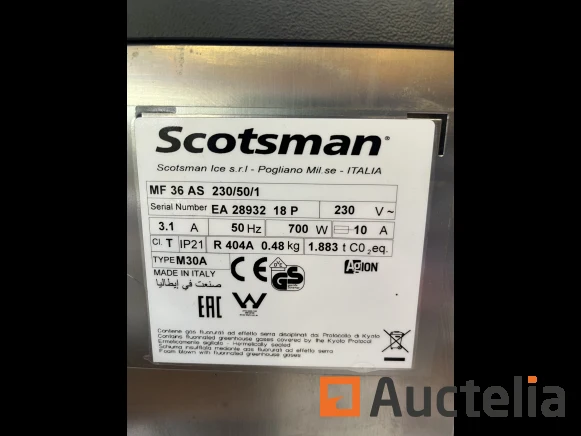 Scotsman®
Scotsman Ice s.r.l - Pogliano Mil.se - ITALIA
MF 36 AS 230/50/1
Serial Number EA 28932 18 P 230 V~
3.1 A 50 Hz 700 W 10 A
Cl. T IP21 R 404A 0.48 kg 1.883 t CO2eq.
TYPE M30A
MADE IN ITALY
صنعت في إيطاليا
CE GS AgION
EAC
Contiene gas fluorurati ad effetto serra disciplinati dal Protocollo di Kyoto
Contains fluorinated greenhouse gases covered by the Kyoto Protocol
Ermeticamente sigillato - Hermetically sealed
Schiuma insufflata mediante gas fluorurati ad effetto serra
Foam blown with fluorinated greenhouse gases
Auctelia